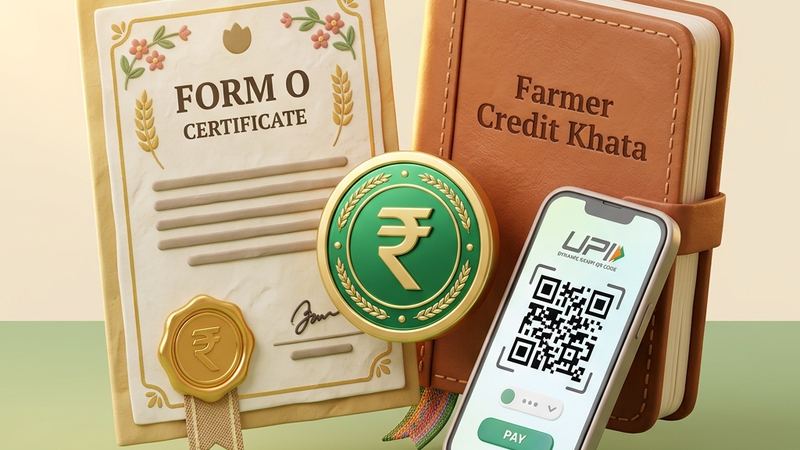 FORM O
CERTIFICATE
Farmer
Credit Khata
₹
₹
UPI
PAY